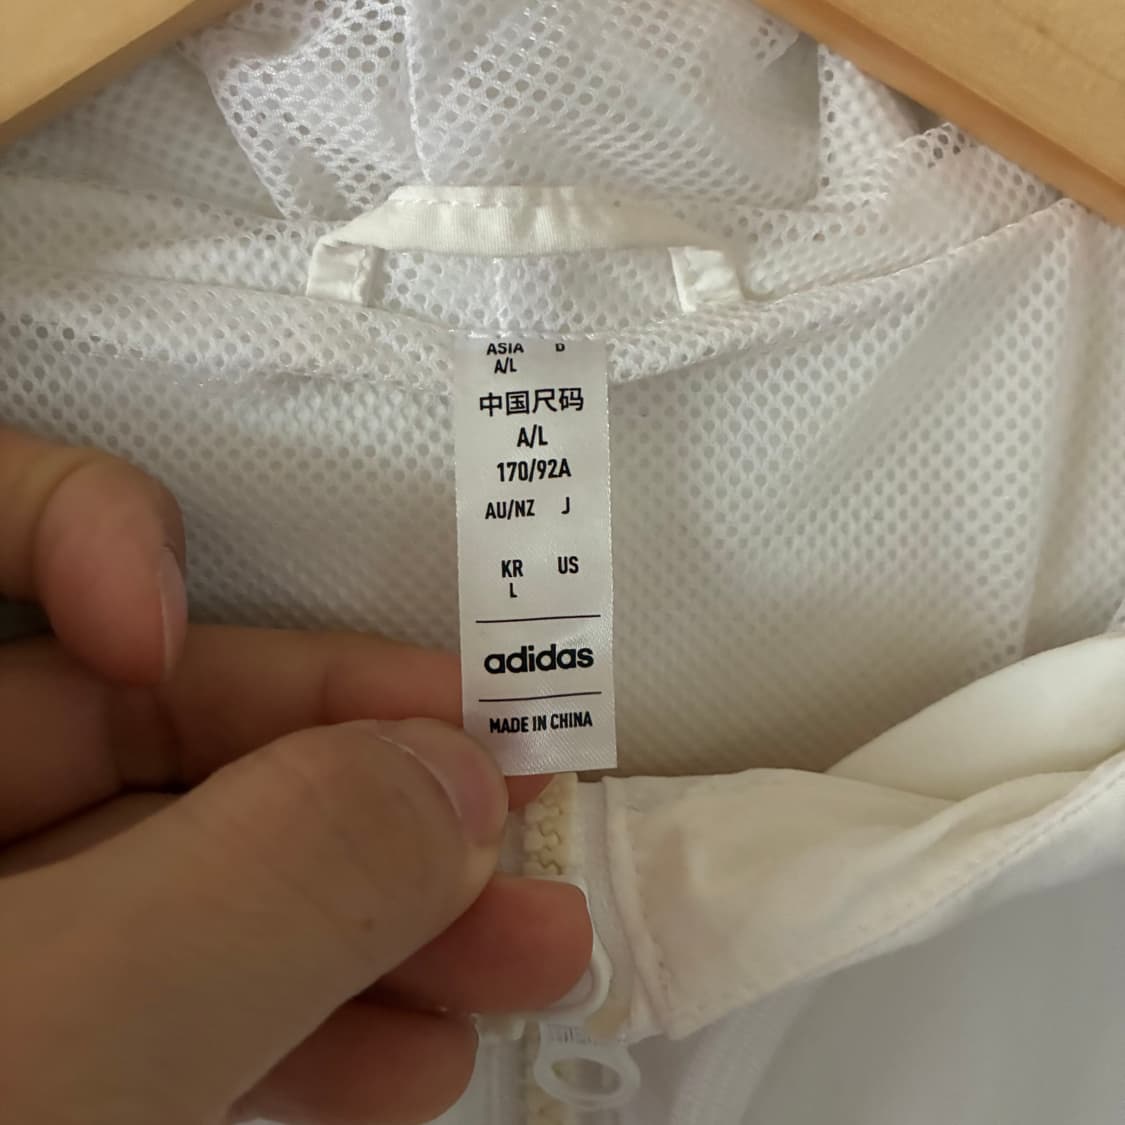 ASIA D
A/L
中国尺码
A/L
170/92A
AU/NZ J
KR US
L
adidas
MADE IN CHINA